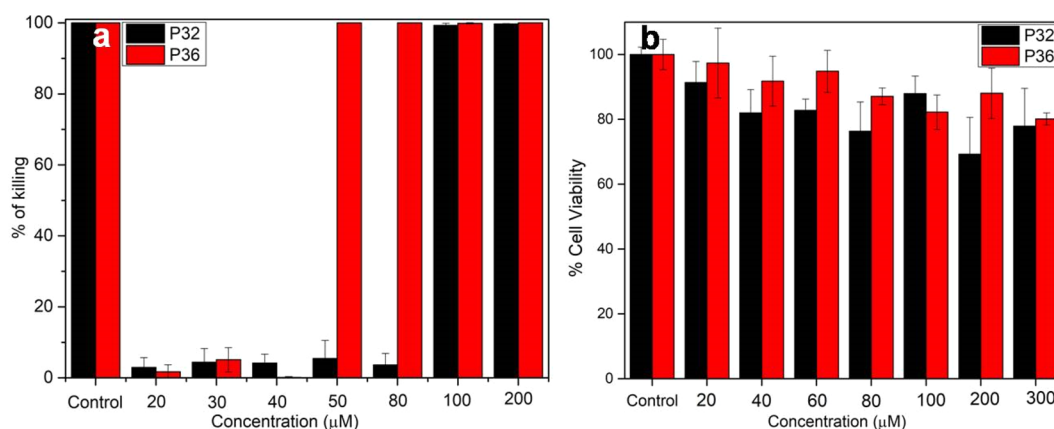 a
P32
P36
% of killing
100
80
60
40
20
0
Control 20 30 40 50 80 100 200
Concentration (µM)
b
P32
P36
% Cell Viability
100
80
60
40
20
0
Control 20 40 60 80 100 200 300
Concentration (µM)